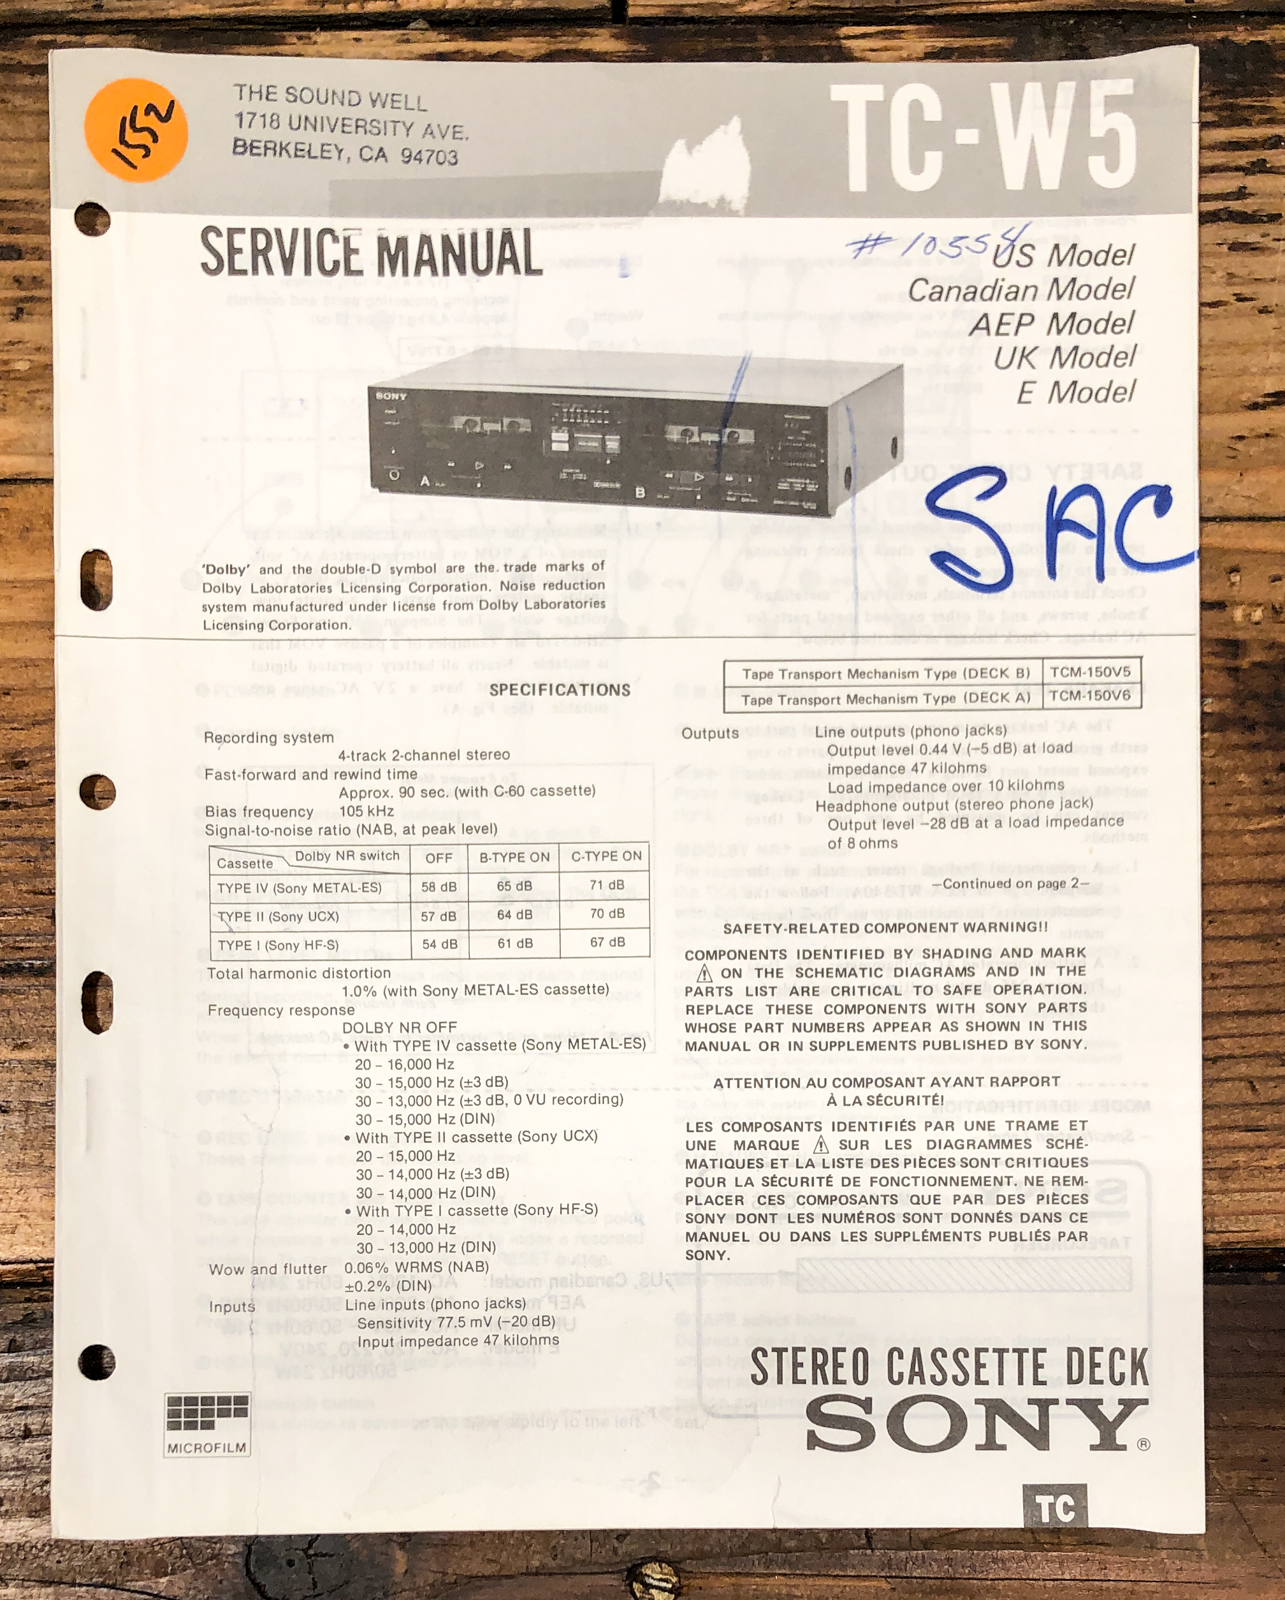 1552
THE SOUND WELL
1718 UNIVERSITY AVE.
BERKELEY, CA 94703
TC-W5
SERVICE MANUAL
#10554
US Model
Canadian Model
AEP Model
UK Model
E Model
SONY
A
B
SAC
'Dolby' and the double-D symbol are the trade marks of
Dolby Laboratories Licensing Corporation. Noise reduction
system manufactured under license from Dolby Laboratories
Licensing Corporation.
SPECIFICATIONS
Recording system
4-track 2-channel stereo
Fast-forward and rewind time
Approx. 90 sec. (with C-60 cassette)
Bias frequency 105 kHz
Signal-to-noise ratio (NAB, at peak level)
Cassette Dolby NR switch OFF B-TYPE ON C-TYPE ON
TYPE IV (Sony METAL-ES) 58 dB 65 dB 71 dB
TYPE II (Sony UCX) 57 dB 64 dB 70 dB
TYPE I (Sony HF-S) 54 dB 61 dB 67 dB
Total harmonic distortion
1.0% (with Sony METAL-ES cassette)
Frequency response
DOLBY NR OFF
• With TYPE IV cassette (Sony METAL-ES)
20 – 16,000 Hz
30 – 15,000 Hz (±3 dB)
30 – 13,000 Hz (±3 dB, 0 VU recording)
30 – 15,000 Hz (DIN)
• With TYPE II cassette (Sony UCX)
20 – 15,000 Hz
30 – 14,000 Hz (±3 dB)
30 – 14,000 Hz (DIN)
• With TYPE I cassette (Sony HF-S)
20 – 14,000 Hz
30 – 13,000 Hz (DIN)
Wow and flutter 0.06% WRMS (NAB)
±0.2% (DIN)
Inputs Line inputs (phono jacks)
Sensitivity 77.5 mV (−20 dB)
Input impedance 47 kilohms
MICROFILM
Tape Transport Mechanism Type (DECK B) TCM-150V5
Tape Transport Mechanism Type (DECK A) TCM-150V6
Outputs Line outputs (phono jacks)
Output level 0.44 V (−5 dB) at load
impedance 47 kilohms
Load impedance over 10 kilohms
Headphone output (stereo phone jack)
Output level −28 dB at a load impedance
of 8 ohms
—Continued on page 2—
SAFETY-RELATED COMPONENT WARNING!!
COMPONENTS IDENTIFIED BY SHADING AND MARK
⚠ ON THE SCHEMATIC DIAGRAMS AND IN THE
PARTS LIST ARE CRITICAL TO SAFE OPERATION.
REPLACE THESE COMPONENTS WITH SONY PARTS
WHOSE PART NUMBERS APPEAR AS SHOWN IN THIS
MANUAL OR IN SUPPLEMENTS PUBLISHED BY SONY.
ATTENTION AU COMPOSANT AYANT RAPPORT
À LA SÉCURITÉ!
LES COMPOSANTS IDENTIFIÉS PAR UNE TRAME ET
UNE MARQUE ⚠ SUR LES DIAGRAMMES SCHÉ-
MATIQUES ET LA LISTE DES PIÈCES SONT CRITIQUES
POUR LA SÉCURITÉ DE FONCTIONNEMENT. NE REM-
PLACER CES COMPOSANTS QUE PAR DES PIÈCES
SONY DONT LES NUMÉROS SONT DONNÉS DANS CE
MANUEL OU DANS LES SUPPLÉMENTS PUBLIÉS PAR
SONY.
STEREO CASSETTE DECK
SONY®
TC